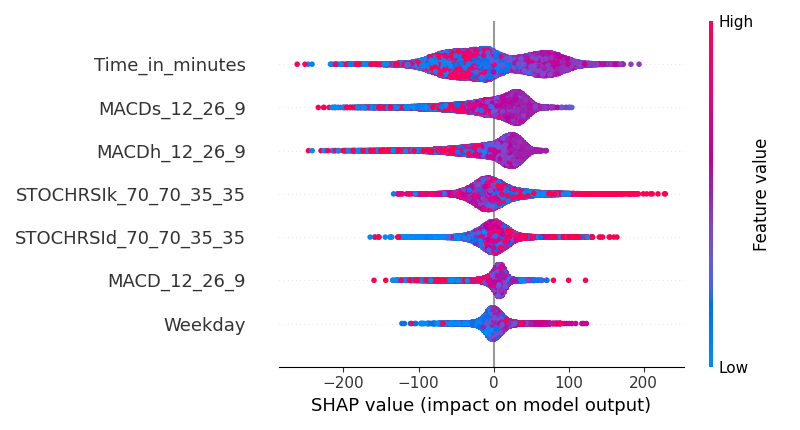 High
Time_in_minutes
MACDs_12_26_9
MACDh_12_26_9
STOCHRSIk_70_70_35_35
STOCHRSId_70_70_35_35
MACD_12_26_9
Weekday
Feature value
Low
−200 −100 0 100 200
SHAP value (impact on model output)